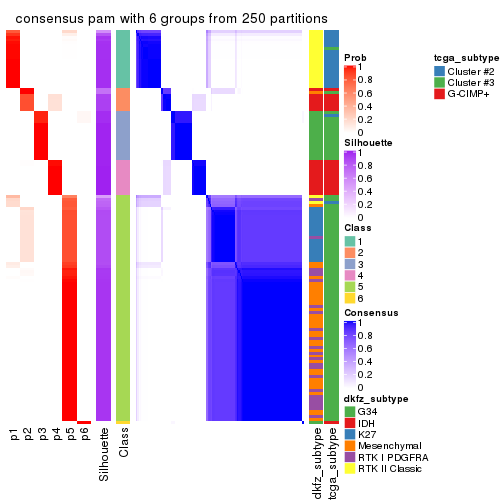 consensus pam with 6 groups from 250 partitions
Prob
1
0.8
0.6
0.4
0.2
0
Silhouette
1
0.8
0.6
0.4
0.2
0
Class
1
2
3
4
5
6
Consensus
1
0.8
0.6
0.4
0.2
0
dkfz_subtype
G34
IDH
K27
Mesenchymal
RTK I PDGFRA
RTK II Classic
tcga_subtype
Cluster #2
Cluster #3
G-CIMP+
p1
p2
p3
p4
p5
p6
Silhouette
Class
dkfz_subtype
tcga_subtype